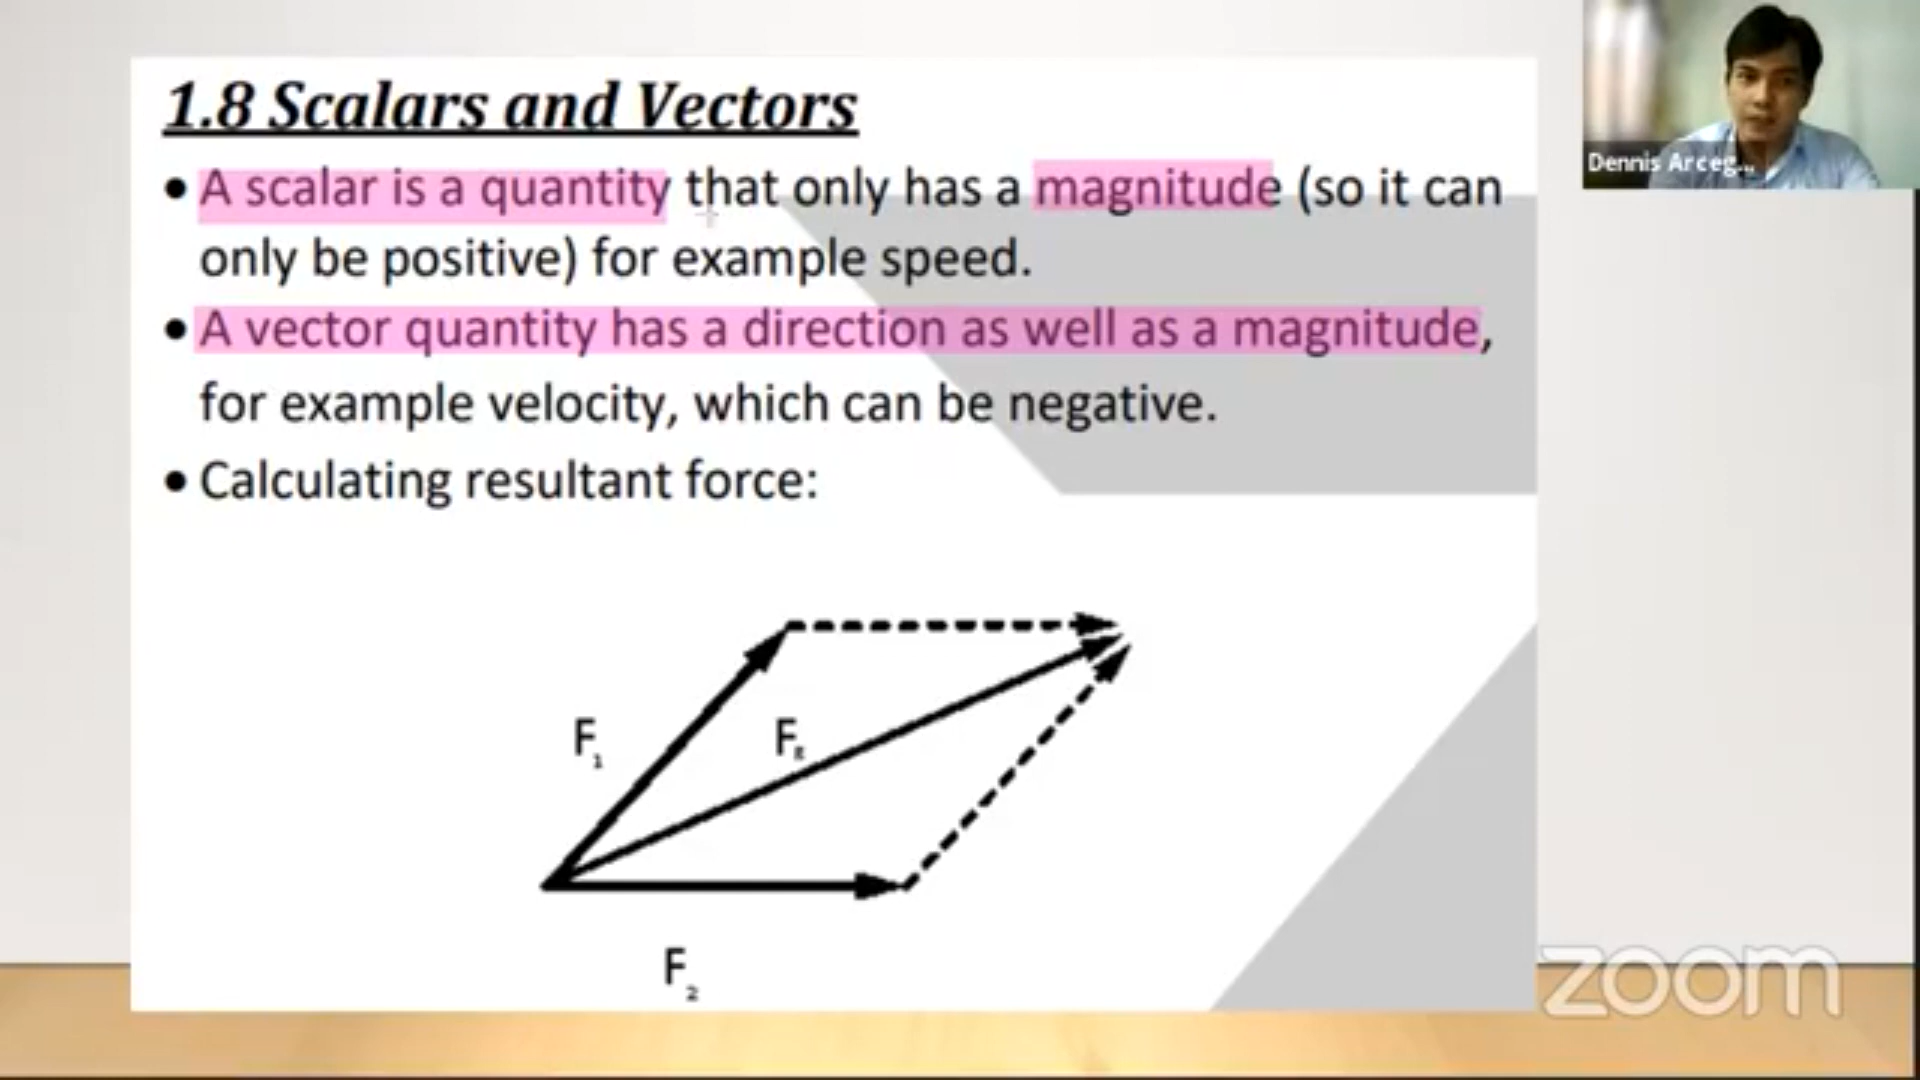 1.8 Scalars and Vectors
• A scalar is a quantity that only has a magnitude (so it can
only be positive) for example speed.
• A vector quantity has a direction as well as a magnitude,
for example velocity, which can be negative.
• Calculating resultant force:
F₁
F
F₂
Dennis Arceg...
zoom